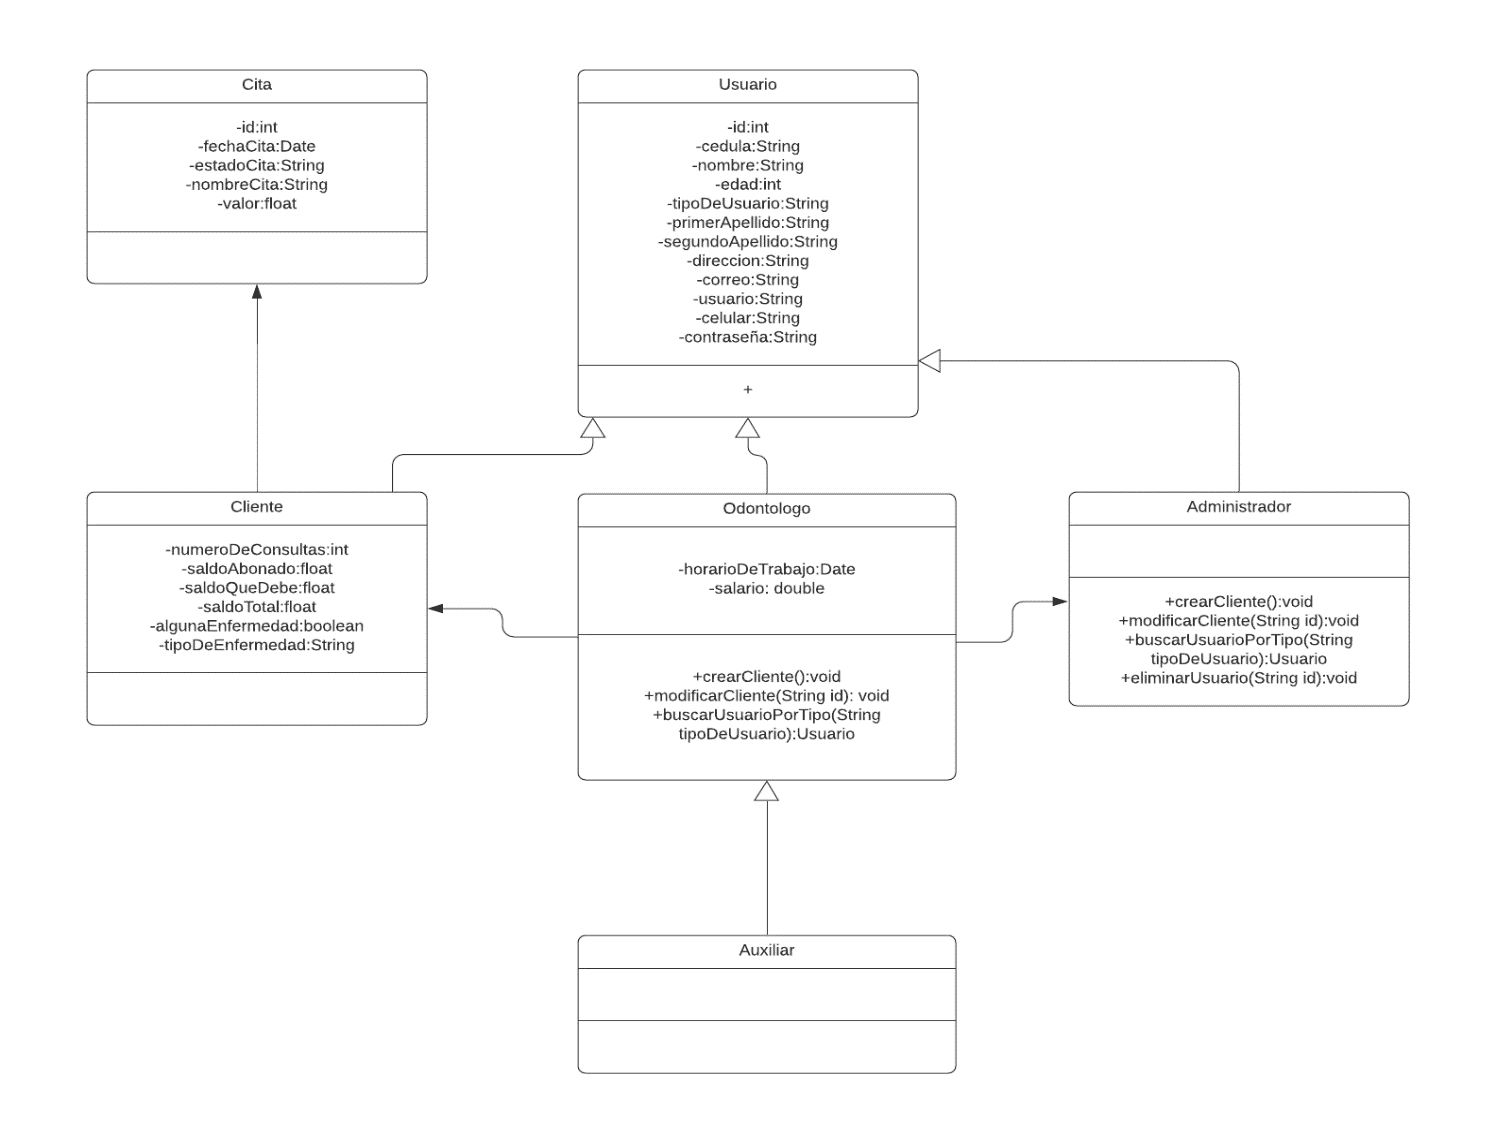 Cita
-id:int
-fechaCita:Date
-estadoCita:String
-nombreCita:String
-valor:float
Usuario
-id:int
-cedula:String
-nombre:String
-edad:int
-tipoDeUsuario:String
-primerApellido:String
-segundoApellido:String
-direccion:String
-correo:String
-usuario:String
-celular:String
-contraseña:String
+
Cliente
-numeroDeConsultas:int
-saldoAbonado:float
-saldoQueDebe:float
-saldoTotal:float
-algunaEnfermedad:boolean
-tipoDeEnfermedad:String
Odontologo
-horarioDeTrabajo:Date
-salario: double
+crearCliente():void
+modificarCliente(String id): void
+buscarUsuarioPorTipo(String
tipoDeUsuario):Usuario
Administrador
+crearCliente():void
+modificarCliente(String id):void
+buscarUsuarioPorTipo(String
tipoDeUsuario):Usuario
+eliminarUsuario(String id):void
Auxiliar